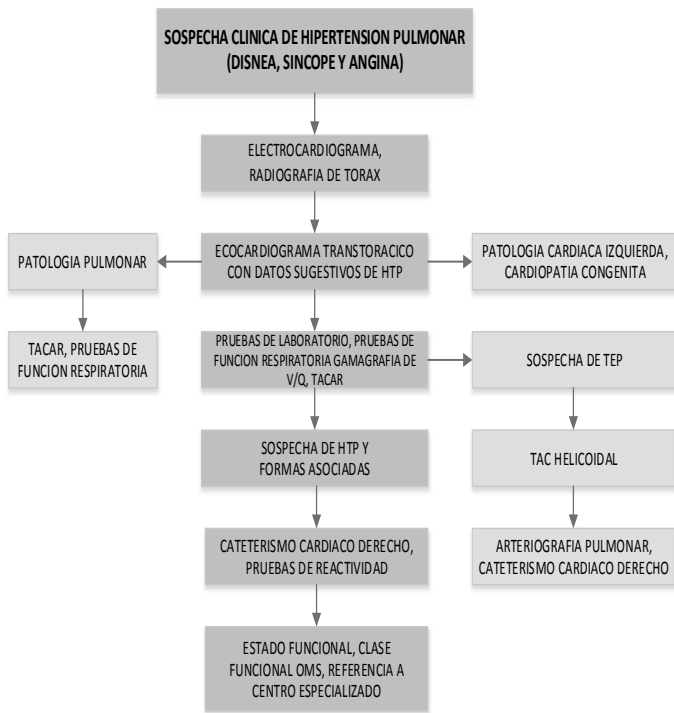 SOSPECHA CLINICA DE HIPERTENSION PULMONAR
(DISNEA, SINCOPE Y ANGINA)
ELECTROCARDIOGRAMA,
RADIOGRAFIA DE TORAX
PATOLOGIA PULMONAR
ECOCARDIOGRAMA TRANSTORACICO
CON DATOS SUGESTIVOS DE HTP
PATOLOGIA CARDIACA IZQUIERDA,
CARDIOPATIA CONGENITA
TACAR, PRUEBAS DE
FUNCION RESPIRATORIA
PRUEBAS DE LABORATORIO, PRUEBAS DE
FUNCION RESPIRATORIA GAMAGRAFIA DE
V/Q, TACAR
SOSPECHA DE TEP
SOSPECHA DE HTP Y
FORMAS ASOCIADAS
TAC HELICOIDAL
CATETERISMO CARDIACO DERECHO,
PRUEBAS DE REACTIVIDAD
ARTERIOGRAFIA PULMONAR,
CATETERISMO CARDIACO DERECHO
ESTADO FUNCIONAL, CLASE
FUNCIONAL OMS, REFERENCIA A
CENTRO ESPECIALIZADO